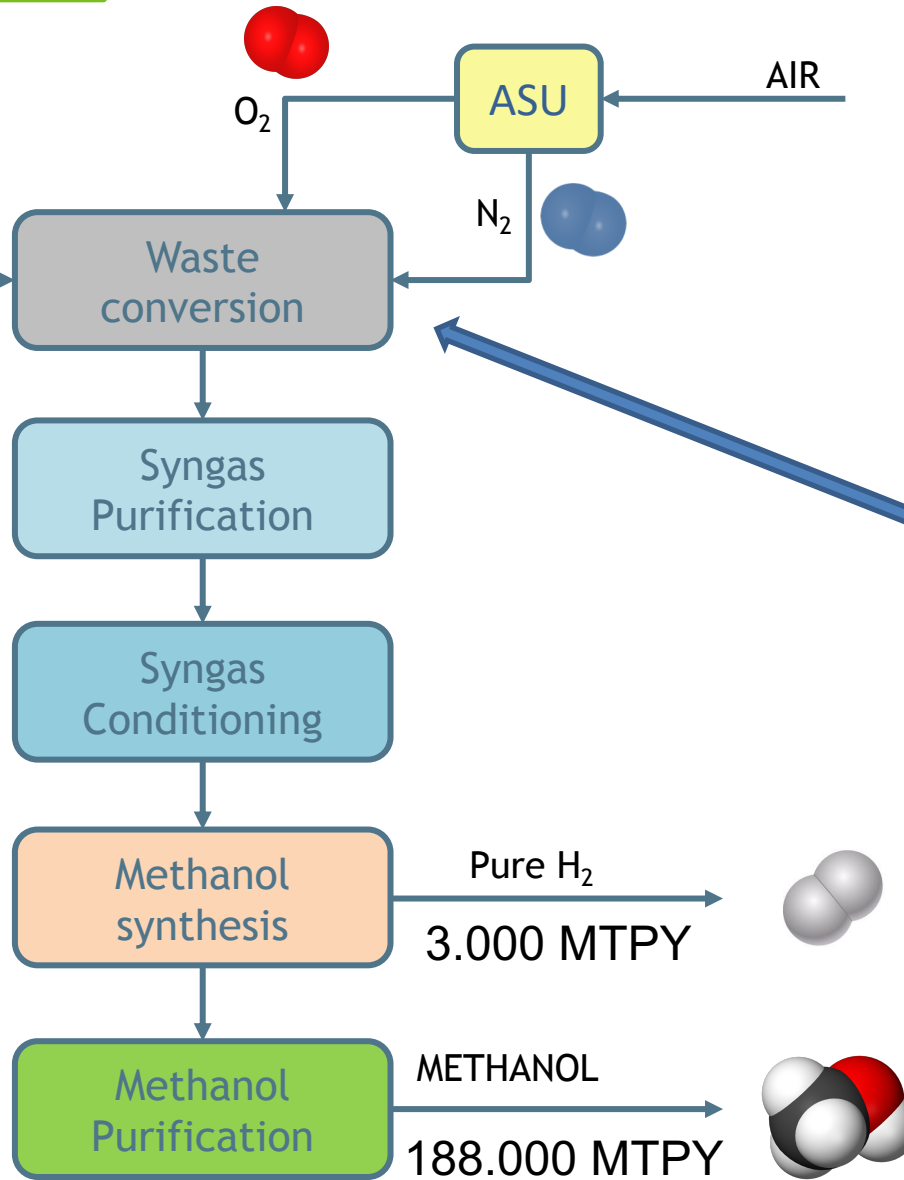 AIR
ASU
O₂
N₂
Waste
conversion
Syngas
Purification
Syngas
Conditioning
Methanol
synthesis
Pure H₂
3.000 MTPY
Methanol
Purification
METHANOL
188.000 MTPY